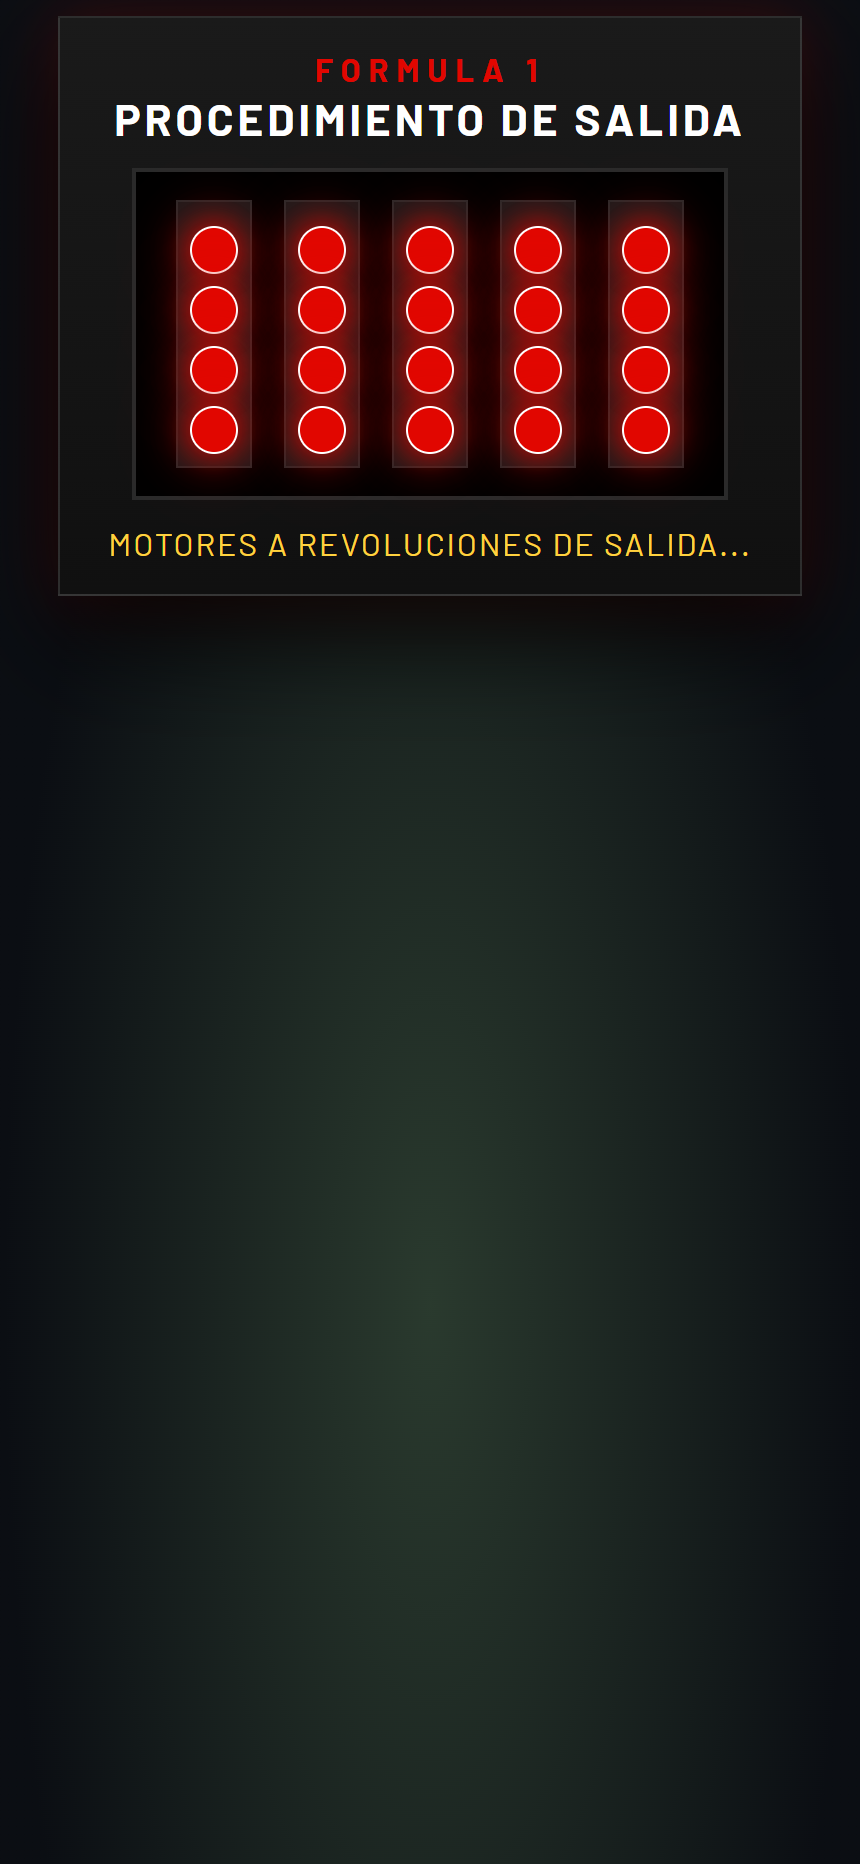 FORMULA 1
PROCEDIMIENTO DE SALIDA
MOTORES A REVOLUCIONES DE SALIDA...